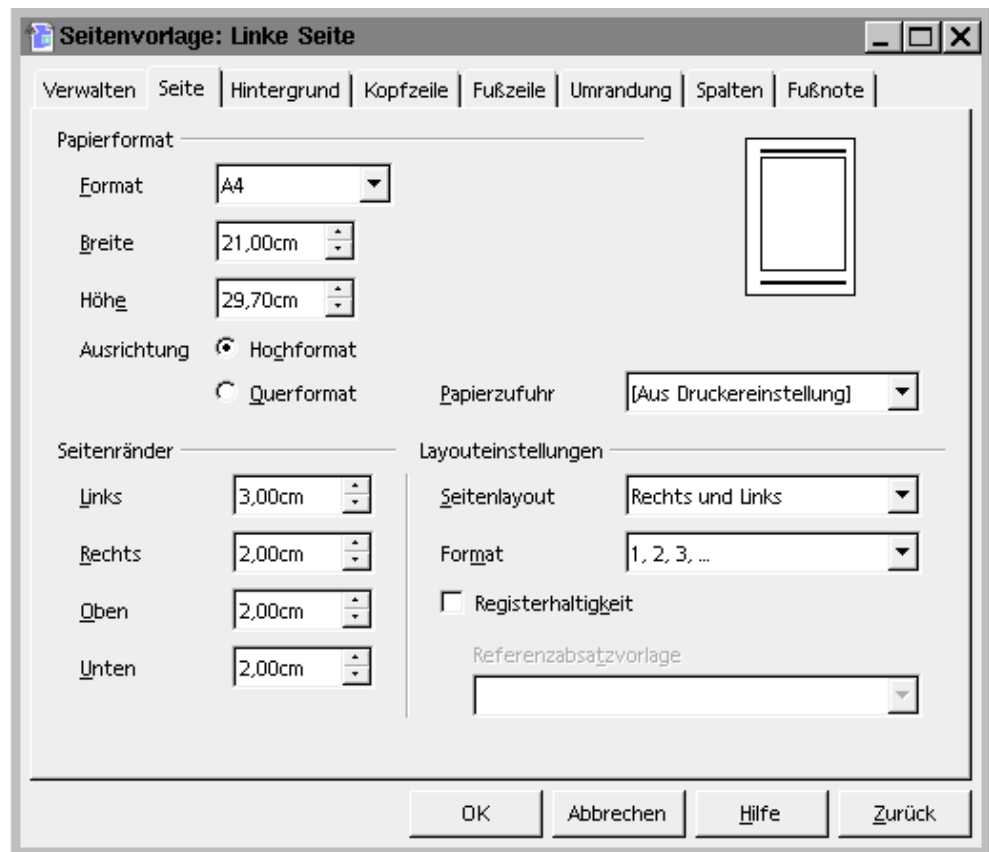 Seitenvorlage: Linke Seite
Verwalten Seite Hintergrund Kopfzeile Fußzeile Umrandung Spalten Fußnote
Papierformat
Format A4
Breite 21,00cm
Höhe 29,70cm
Ausrichtung Hochformat
Querformat Papierzufuhr [Aus Druckereinstellung]
Seitenränder Layouteinstellungen
Links 3,00cm Seitenlayout Rechts und Links
Rechts 2,00cm Format 1, 2, 3, ...
Oben 2,00cm Registerhaltigkeit
Referenzabsatzvorlage
Unten 2,00cm
OK Abbrechen Hilfe Zurück